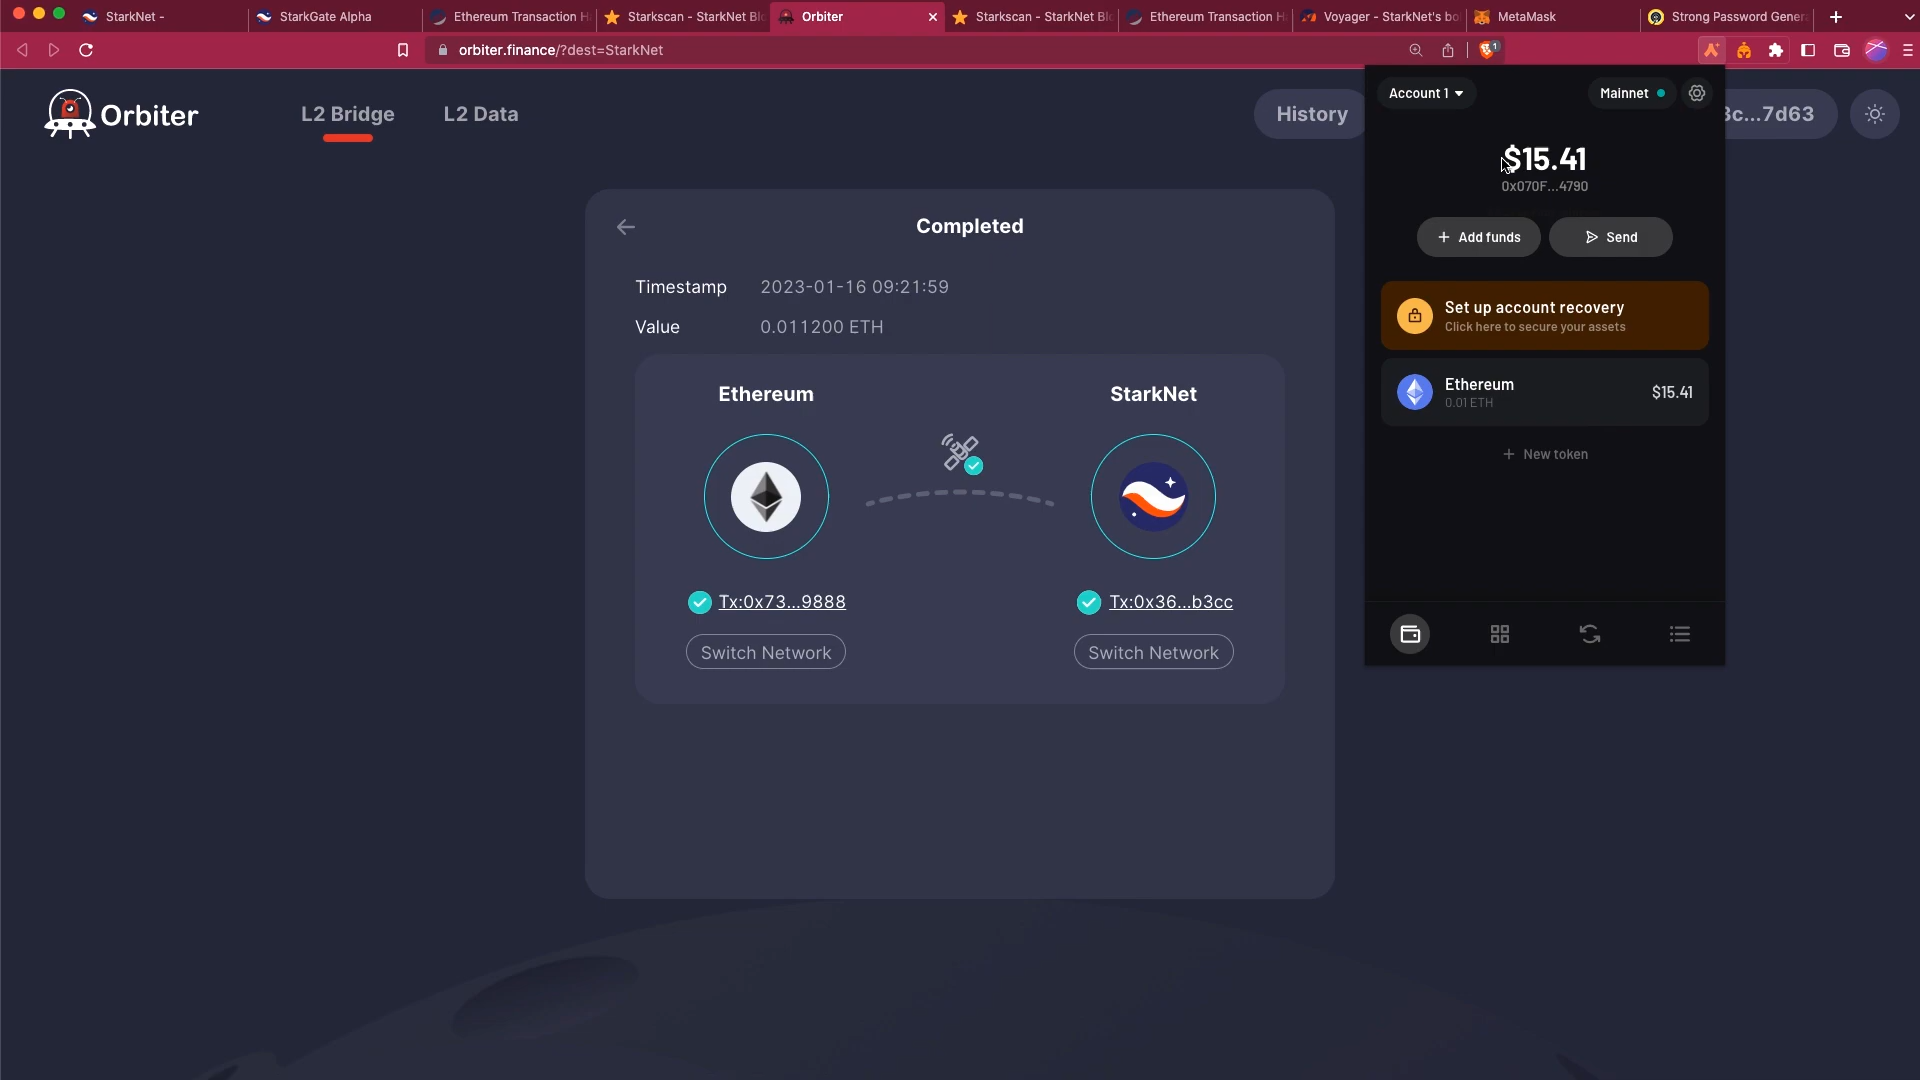 StarkNet -
StarkGate Alpha
Ethereum Transaction H
Starkscan - StarkNet Bl
Orbiter
Starkscan - StarkNet Bl
Ethereum Transaction H
Voyager - StarkNet's bo
MetaMask
Strong Password Genera
orbiter.finance/?dest=StarkNet
1
Orbiter
L2 Bridge
L2 Data
History
3c...7d63
Account 1
Mainnet
$15.41
0x070F...4790
Add funds
Send
Set up account recovery
Click here to secure your assets
Ethereum
0.01 ETH
$15.41
New token
Completed
Timestamp 2023-01-16 09:21:59
Value 0.011200 ETH
Ethereum
StarkNet
Tx:0x73...9888
Tx:0x36...b3cc
Switch Network
Switch Network